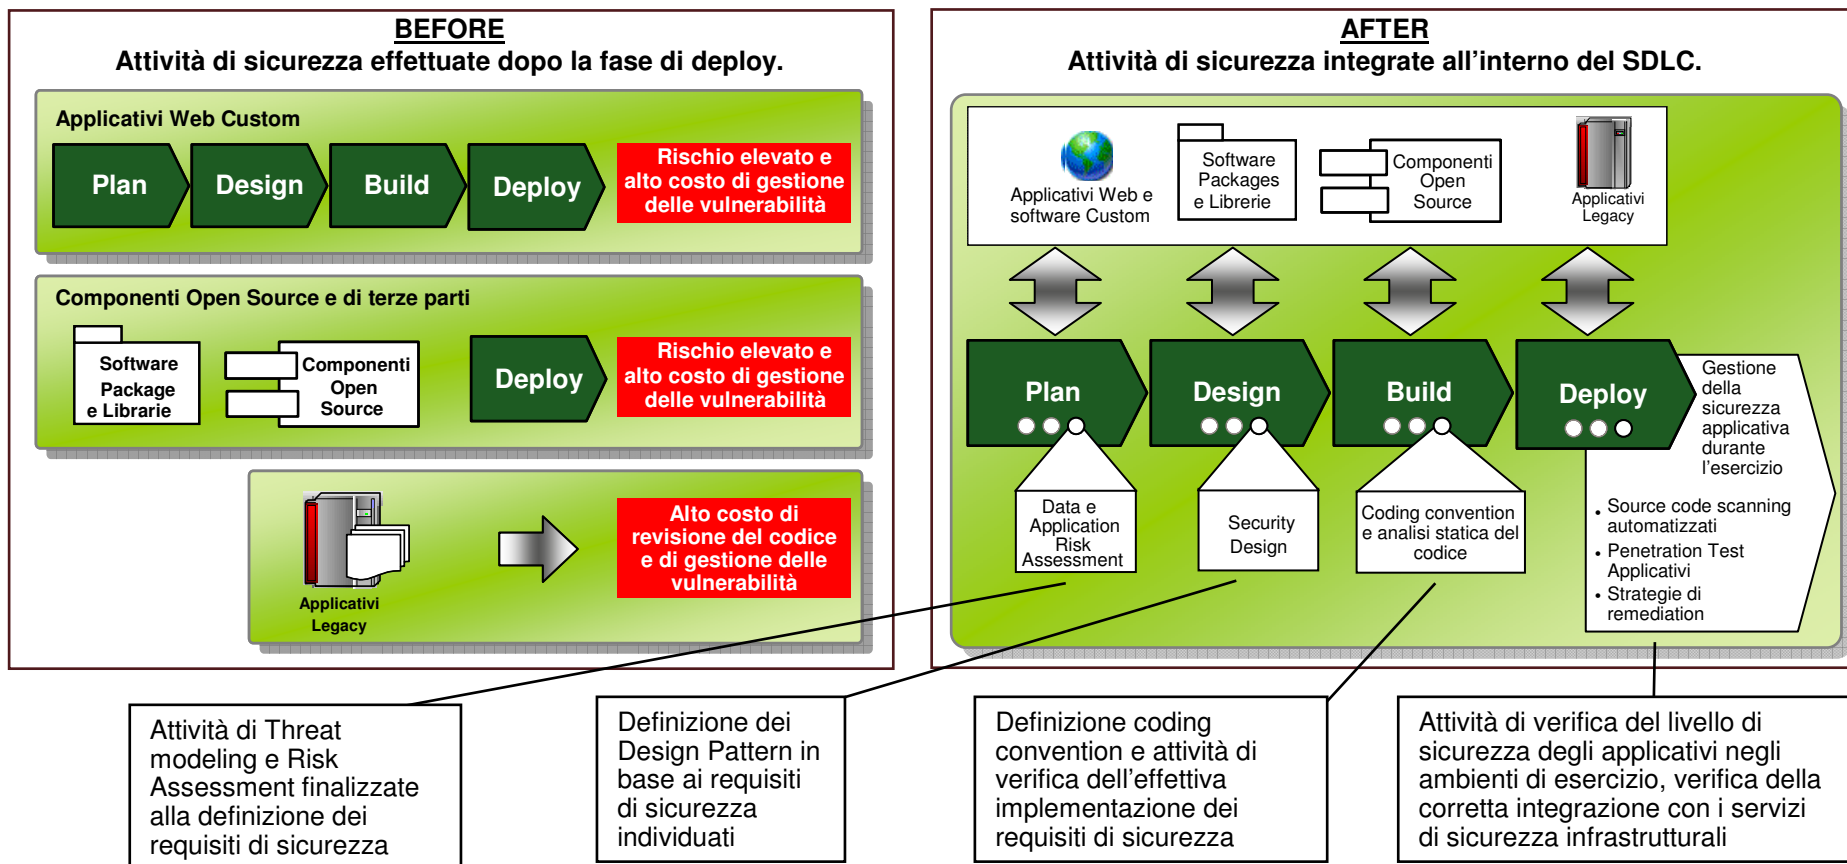 BEFORE
Attività di sicurezza effettuate dopo la fase di deploy.
Applicativi Web Custom
Plan
Design
Build
Deploy
Rischio elevato e
alto costo di gestione
delle vulnerabilità
Componenti Open Source e di terze parti
Software
Package
e Librarie
Componenti
Open
Source
Deploy
Rischio elevato e
alto costo di gestione
delle vulnerabilità
Applicativi
Legacy
Alto costo di
revisione del codice
e di gestione delle
vulnerabilità
AFTER
Attività di sicurezza integrate all'interno del SDLC.
Applicativi Web e
software Custom
Software
Packages
e Librerie
Componenti
Open
Source
Applicativi
Legacy
Plan
Design
Build
Deploy
Gestione
della
sicurezza
applicativa
durante
l'esercizio
Data e
Application
Risk
Assessment
Security
Design
Coding convention
e analisi statica del
codice
• Source code scanning
automatizzati
• Penetration Test
Applicativi
• Strategie di
remediation
Attività di Threat
modeling e Risk
Assessment finalizzate
alla definizione dei
requisiti di sicurezza
Definizione dei
Design Pattern in
base ai requisiti
di sicurezza
individuati
Definizione coding
convention e attività di
verifica dell'effettiva
implementazione dei
requisiti di sicurezza
Attività di verifica del livello di
sicurezza degli applicativi negli
ambienti di esercizio, verifica della
corretta integrazione con i servizi
di sicurezza infrastrutturali